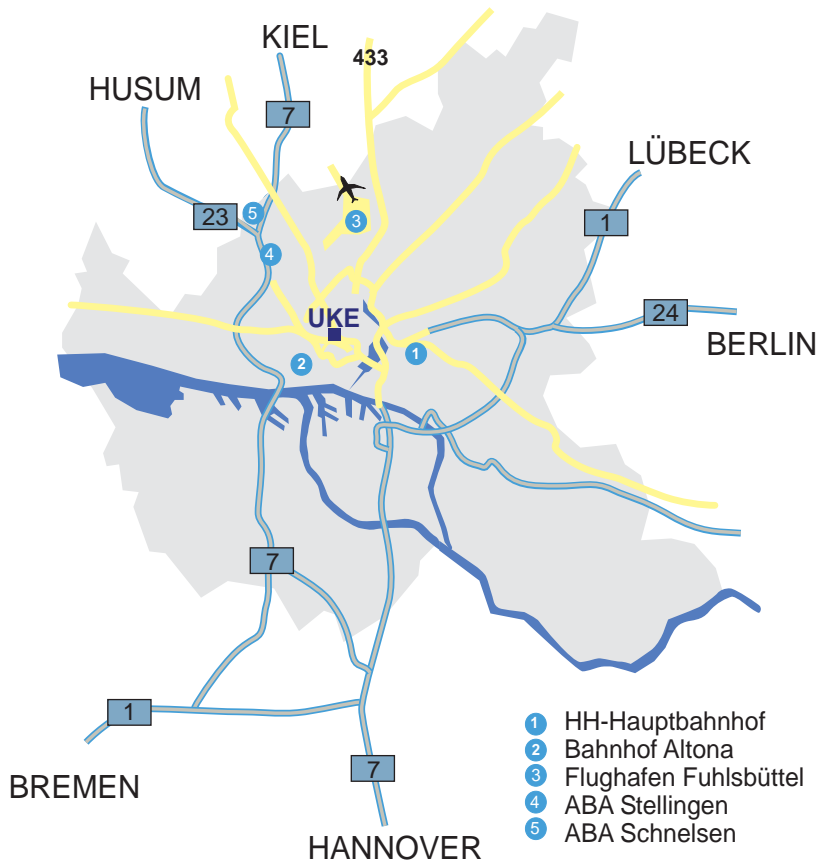 KIEL
433
HUSUM
7
LÜBECK
23
5
3
1
4
UKE
24
BERLIN
2
1
7
1
BREMEN
7
HANNOVER
1 HH-Hauptbahnhof
2 Bahnhof Altona
3 Flughafen Fuhlsbüttel
4 ABA Stellingen
5 ABA Schnelsen